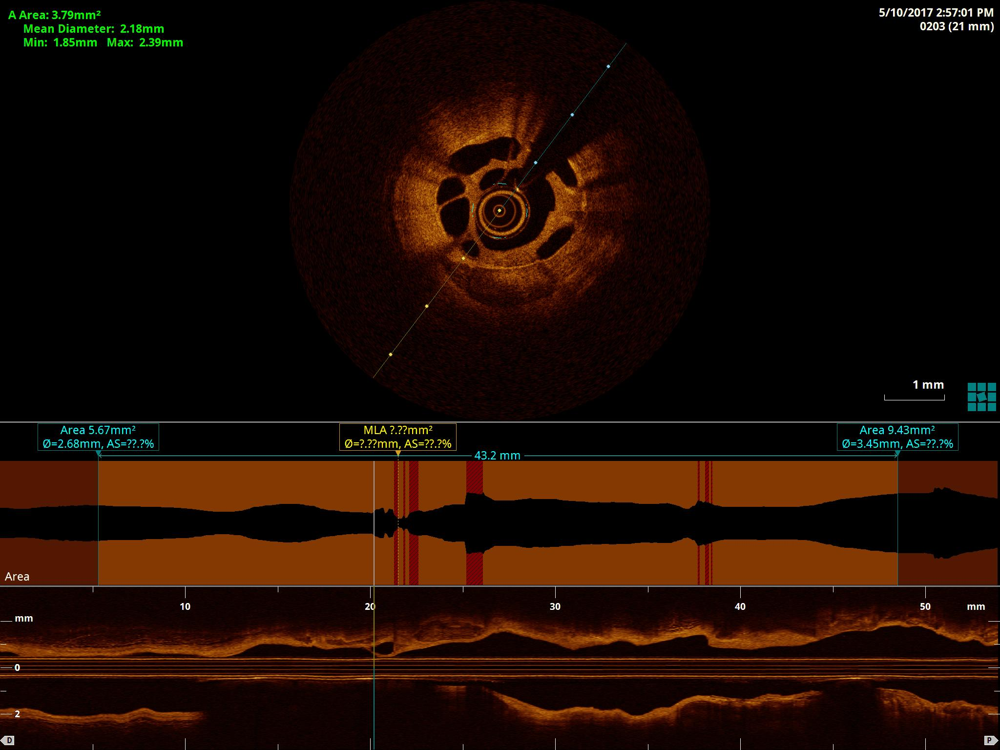 A Area: 3.79mm²
Mean Diameter: 2.18mm
Min: 1.85mm Max: 2.39mm
5/10/2017 2:57:01 PM
0203 (21 mm)
1 mm
Area 5.67mm²
Ø=2.68mm, AS=??.?%
MLA ?.??mm²
Ø=?.??mm, AS=??.?%
Area 9.43mm²
Ø=3.45mm, AS=??.?%
43.2 mm
Area
10
20
30
40
50
mm
mm
0
2
D
P